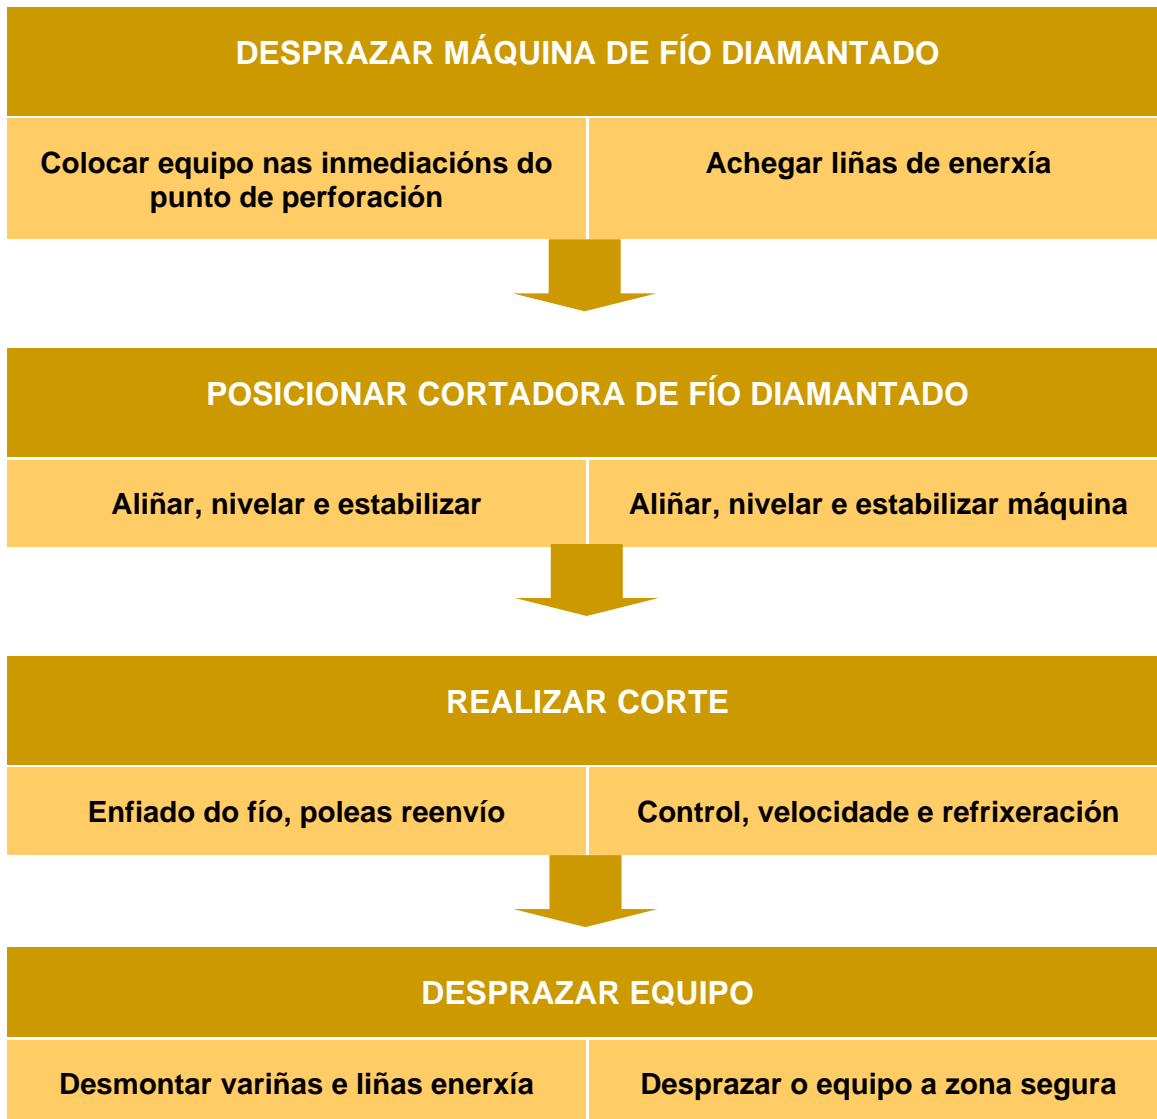 DESPRAZAR MÁQUINA DE FÍO DIAMANTADO
Colocar equipo nas inmediacións do
punto de perforación
Achegar liñas de enerxía
POSICIONAR CORTADORA DE FÍO DIAMANTADO
Aliñar, nivelar e estabilizar
Aliñar, nivelar e estabilizar máquina
REALIZAR CORTE
Enfiado do fío, poleas reenvío
Control, velocidade e refrixeración
DESPRAZAR EQUIPO
Desmontar variñas e liñas enerxía
Desprazar o equipo a zona segura